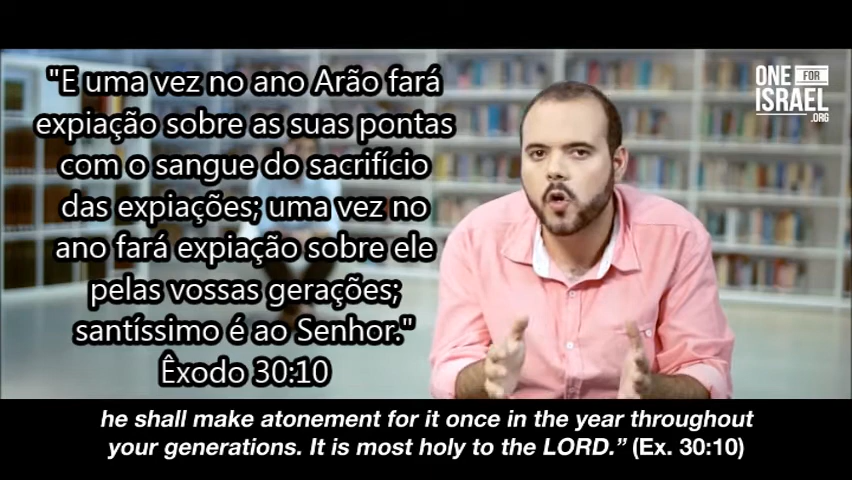 "E uma vez no ano Arão fará
expiação sobre as suas pontas
com o sangue do sacrifício
das expiações; uma vez no
ano fará expiação sobre ele
pelas vossas gerações;
santíssimo é ao Senhor."
Êxodo 30:10
ONE FOR
ISRAEL
.ORG
he shall make atonement for it once in the year throughout
your generations. It is most holy to the LORD.” (Ex. 30:10)